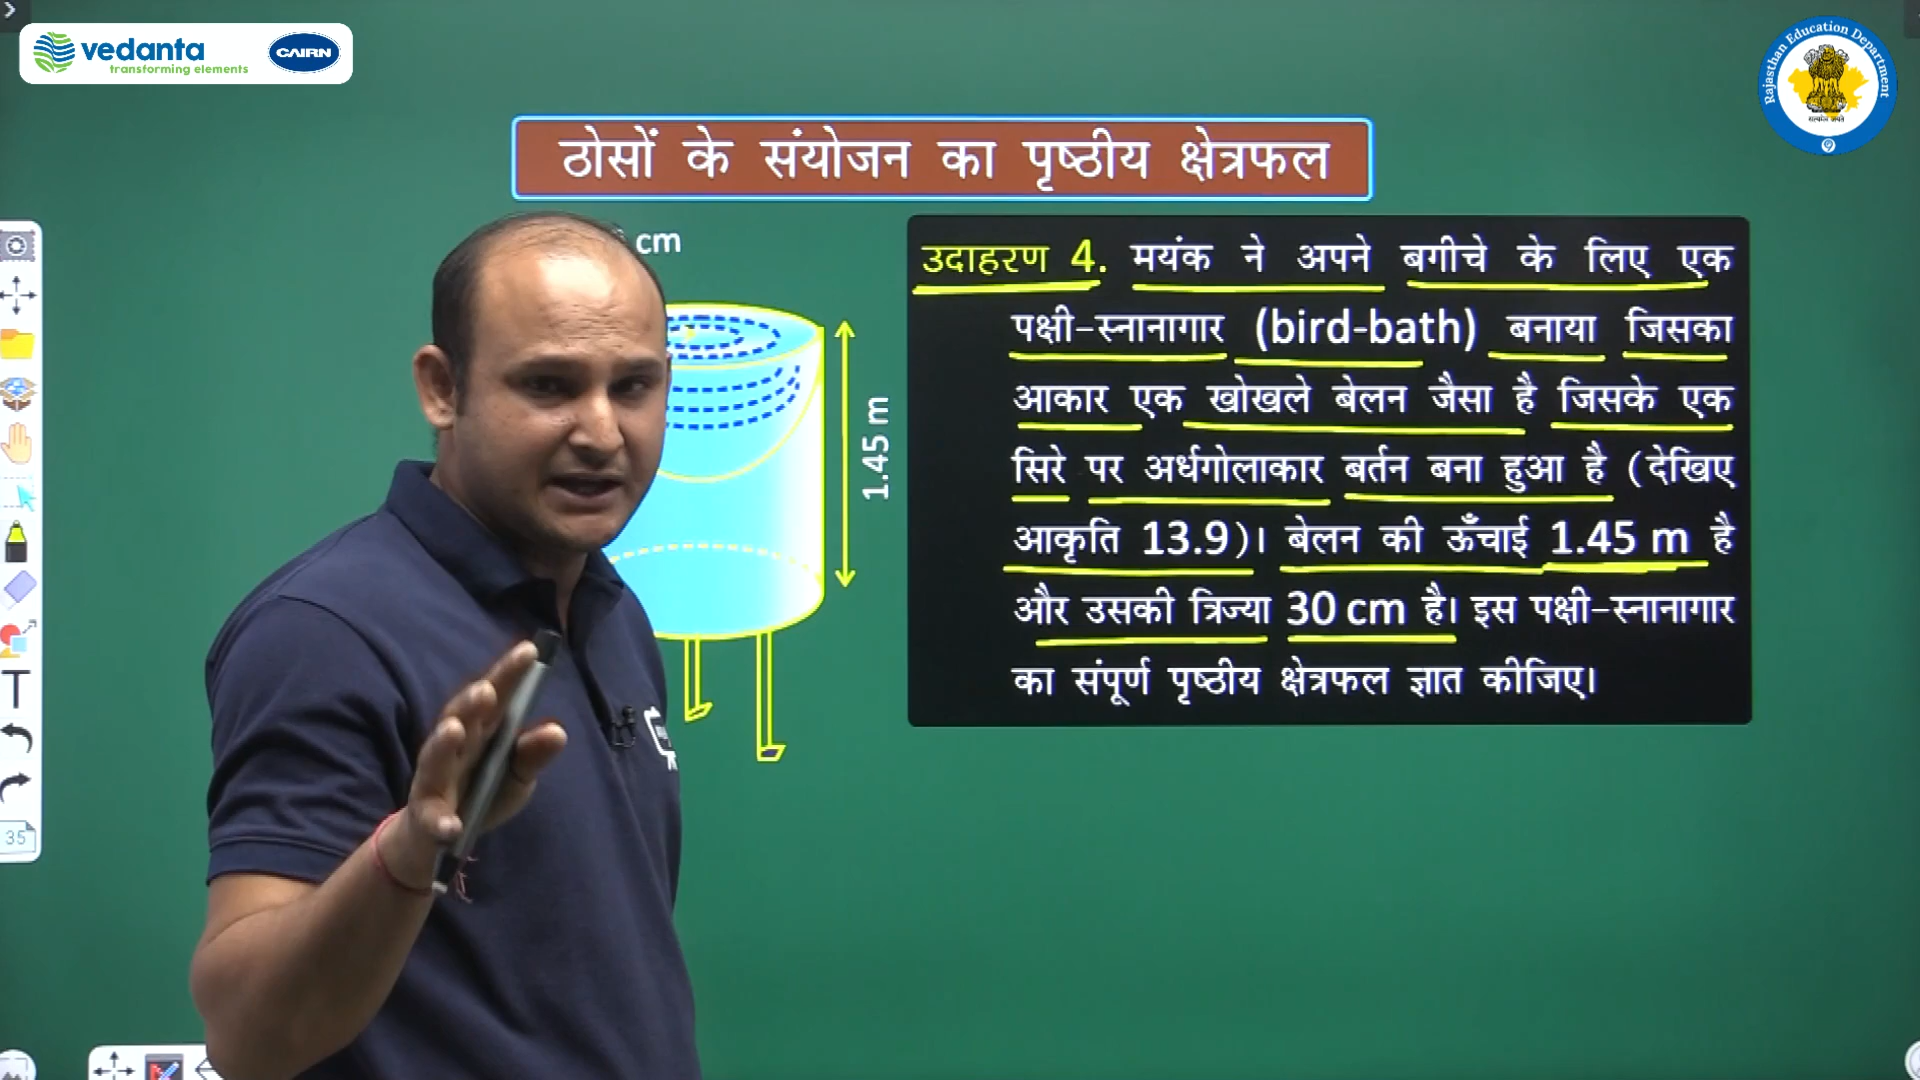 vedanta
transforming elements
CAIRN
Rajasthan Education Department
ठोसों के संयोजन का पृष्ठीय क्षेत्रफल
cm
1.45 m
उदाहरण 4. मयंक ने अपने बगीचे के लिए एक
पक्षी-स्नानागार (bird-bath) बनाया जिसका
आकार एक खोखले बेलन जैसा है जिसके एक
सिरे पर अर्धगोलाकार बर्तन बना हुआ है (देखिए
आकृति 13.9)। बेलन की ऊँचाई 1.45 m है
और उसकी त्रिज्या 30 cm है। इस पक्षी-स्नानागार
का संपूर्ण पृष्ठीय क्षेत्रफल ज्ञात कीजिए।
T
35